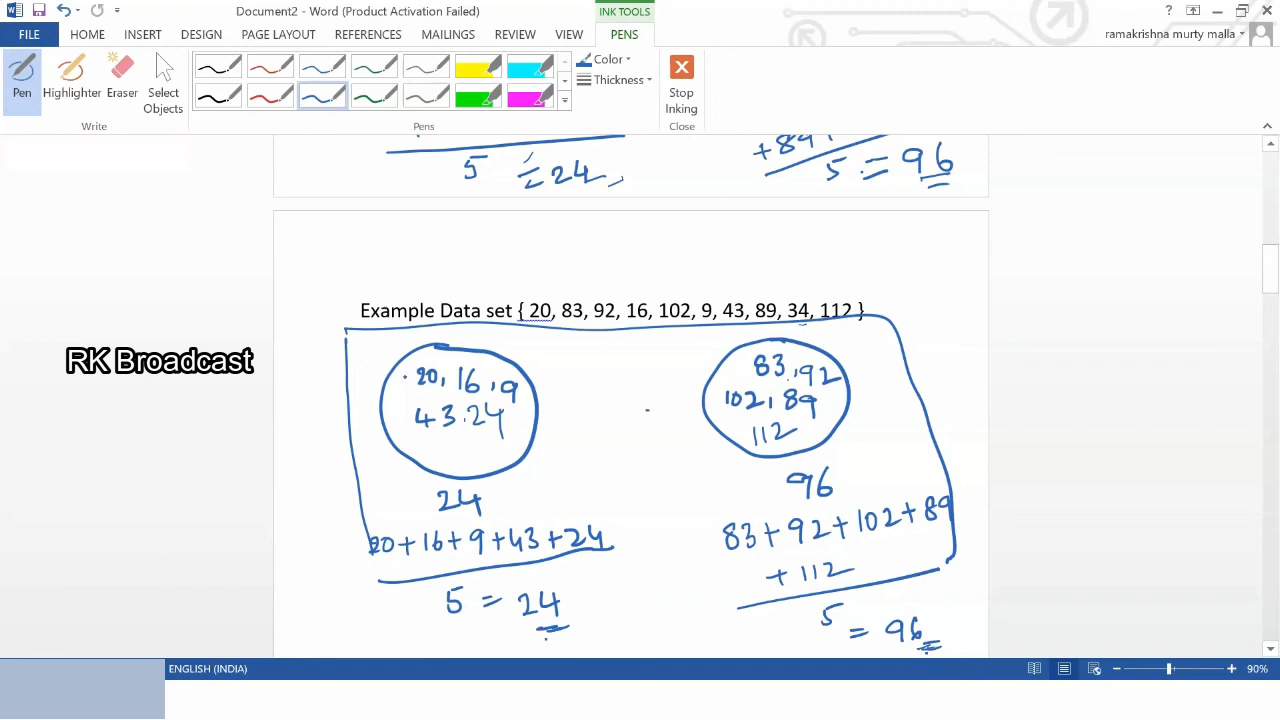 Document2 - Word (Product Activation Failed)
INK TOOLS
FILE HOME INSERT DESIGN PAGE LAYOUT REFERENCES MAILINGS REVIEW VIEW PENS
ramakrishna murty malla
Pen Highlighter Eraser Select Objects
Color
Thickness
Stop Inking
Write Pens Close
5 = 24
+89
5 = 96
Example Data set { 20, 83, 92, 16, 102, 9, 43, 89, 34, 112 }
RK Broadcast
20, 16, 9
43.24
83, 92
102, 89
112
24
96
20+16+9+43+24
5 = 24
83+92+102+89
+112
5 = 96
ENGLISH (INDIA)
90%